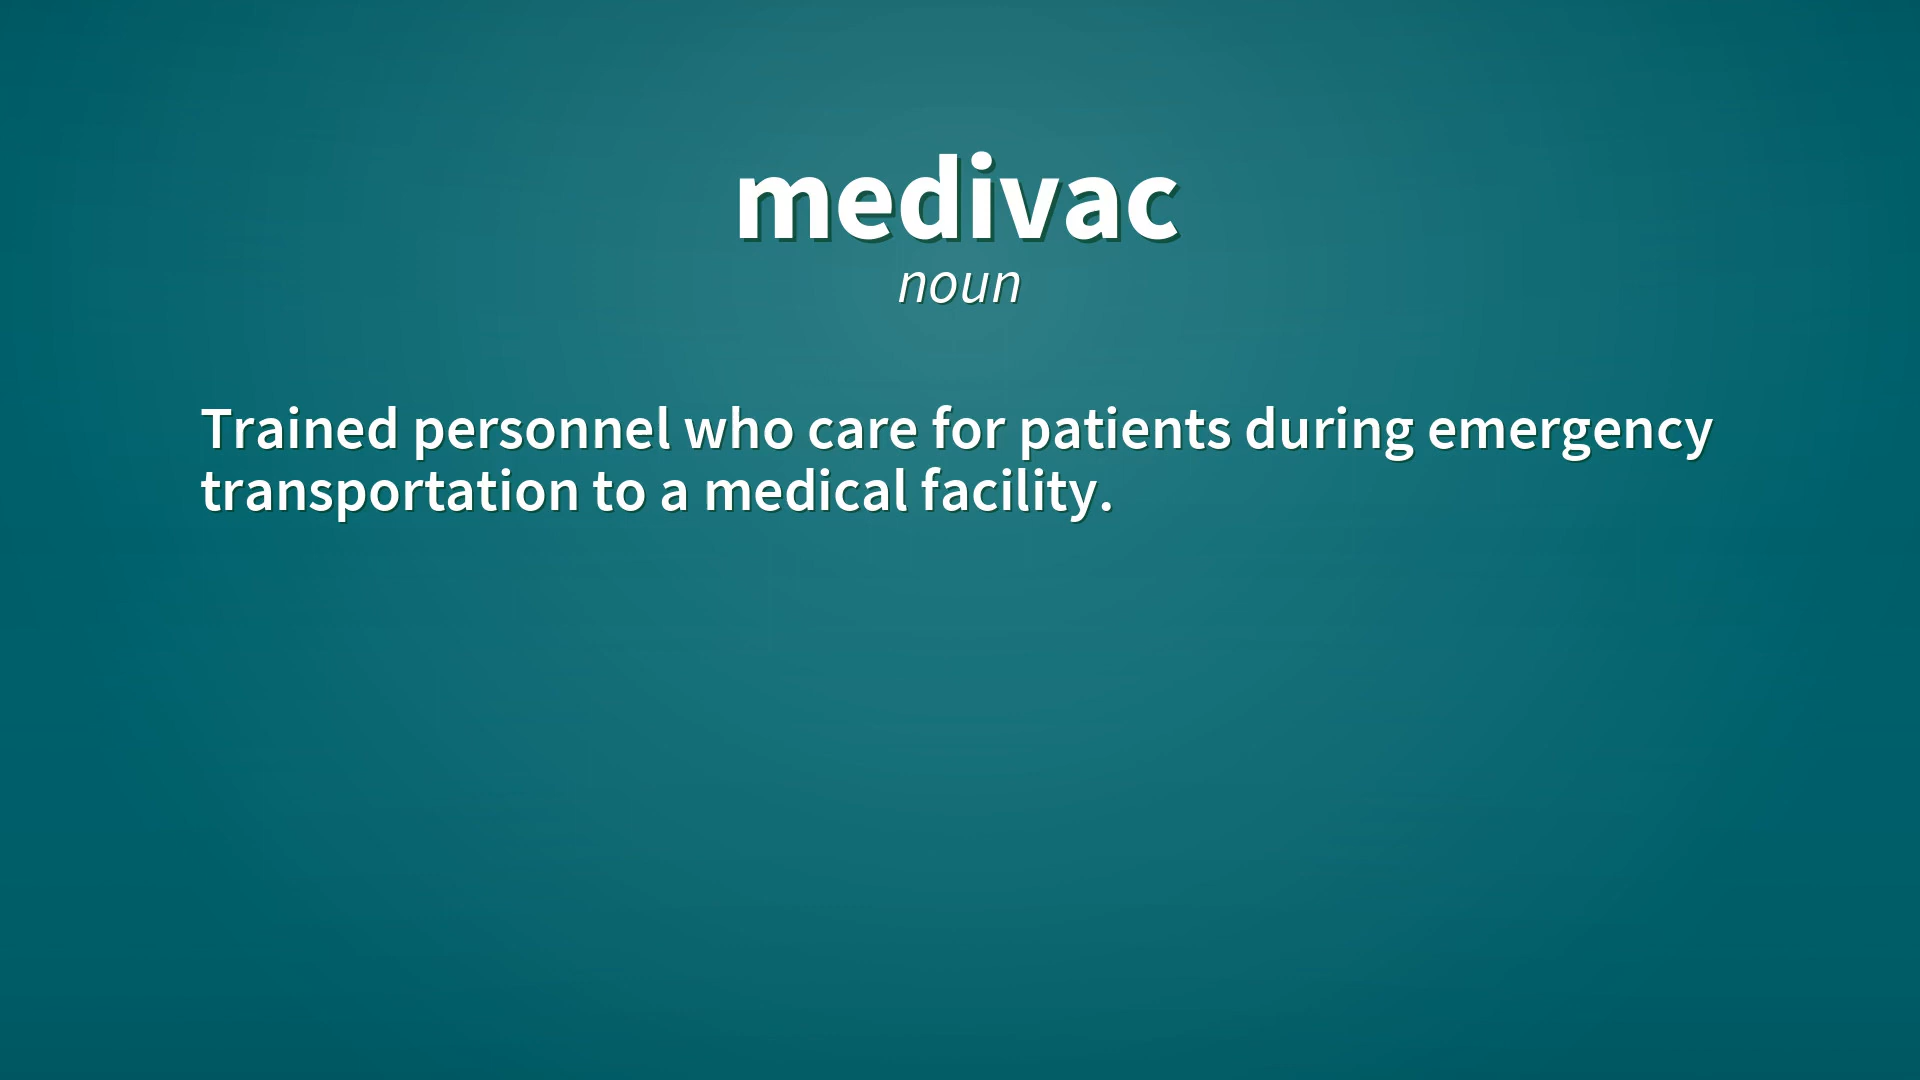 medivac
noun
Trained personnel who care for patients during emergency
transportation to a medical facility.